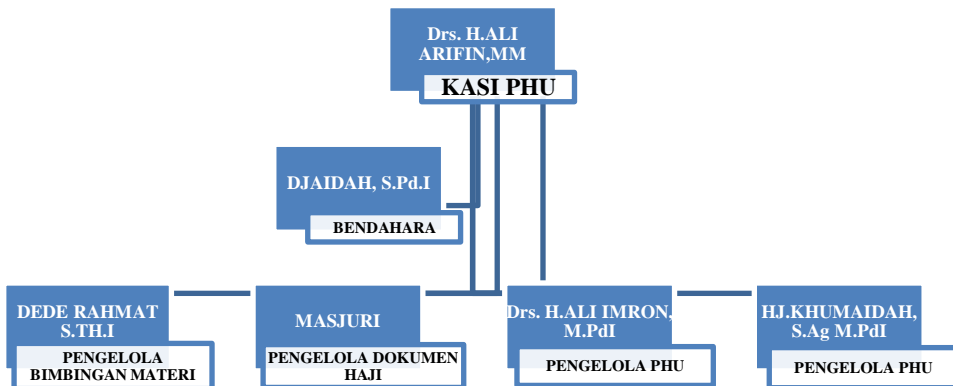 Drs. H.ALI
ARIFIN,MM
KASI PHU
DJAIDAH, S.Pd.I
BENDAHARA
DEDE RAHMAT
S.TH.I
PENGELOLA
BIMBINGAN MATERI
MASJURI
PENGELOLA DOKUMEN
HAJI
Drs. H.ALI IMRON,
M.PdI
PENGELOLA PHU
HJ.KHUMAIDAH,
S.Ag M.PdI
PENGELOLA PHU